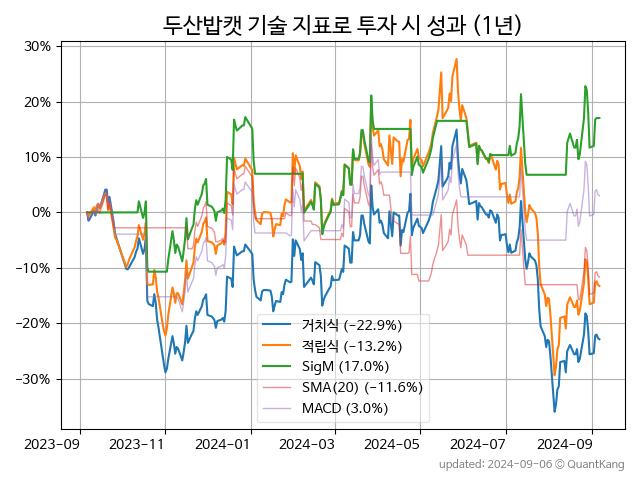 두산밥캣 기술 지표로 투자 시 성과 (1년)
30%
20%
10%
0%
−10%
−20%
−30%
거치식 (−22.9%)
적립식 (−13.2%)
SigM (17.0%)
SMA(20) (−11.6%)
MACD (3.0%)
2023−09 2023−11 2024−01 2024−03 2024−05 2024−07 2024−09
updated: 2024−09−06 ⓒ QuantKang